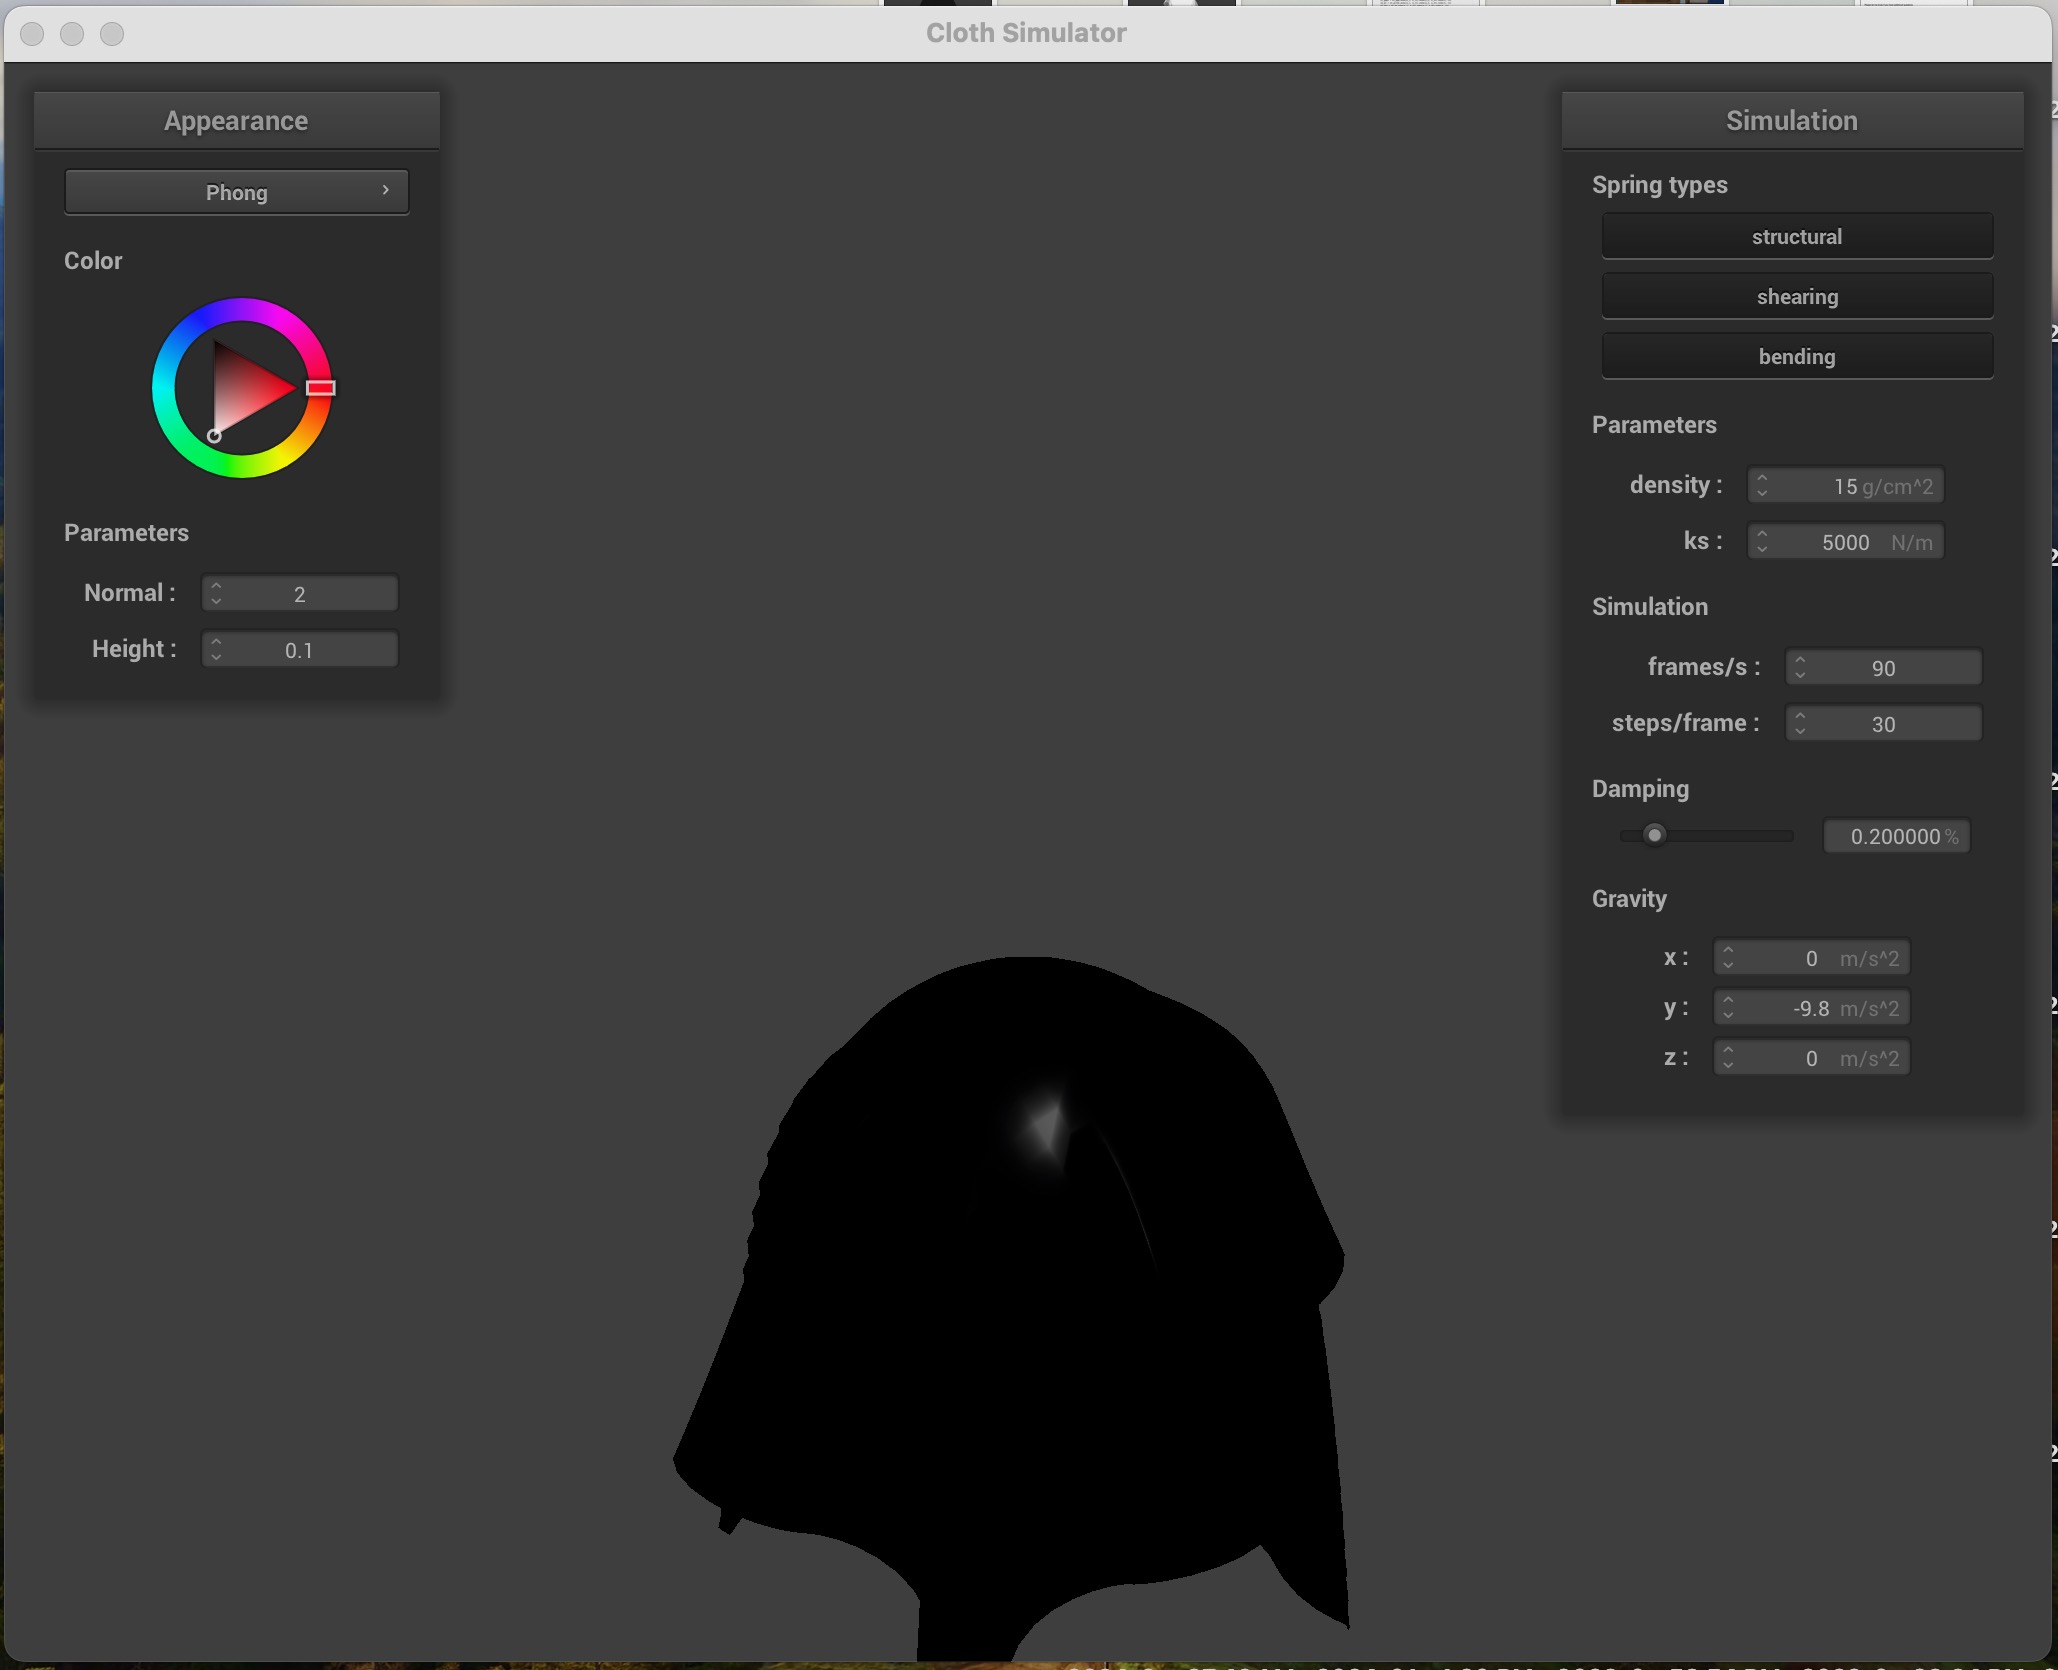 Cloth Simulator
Appearance
Phong
Color
Parameters
Normal : 2
Height : 0.1
Simulation
Spring types
structural
shearing
bending
Parameters
density : 15 g/cm^2
ks : 5000 N/m
Simulation
frames/s : 90
steps/frame : 30
Damping
0.200000 %
Gravity
x : 0 m/s^2
y : -9.8 m/s^2
z : 0 m/s^2